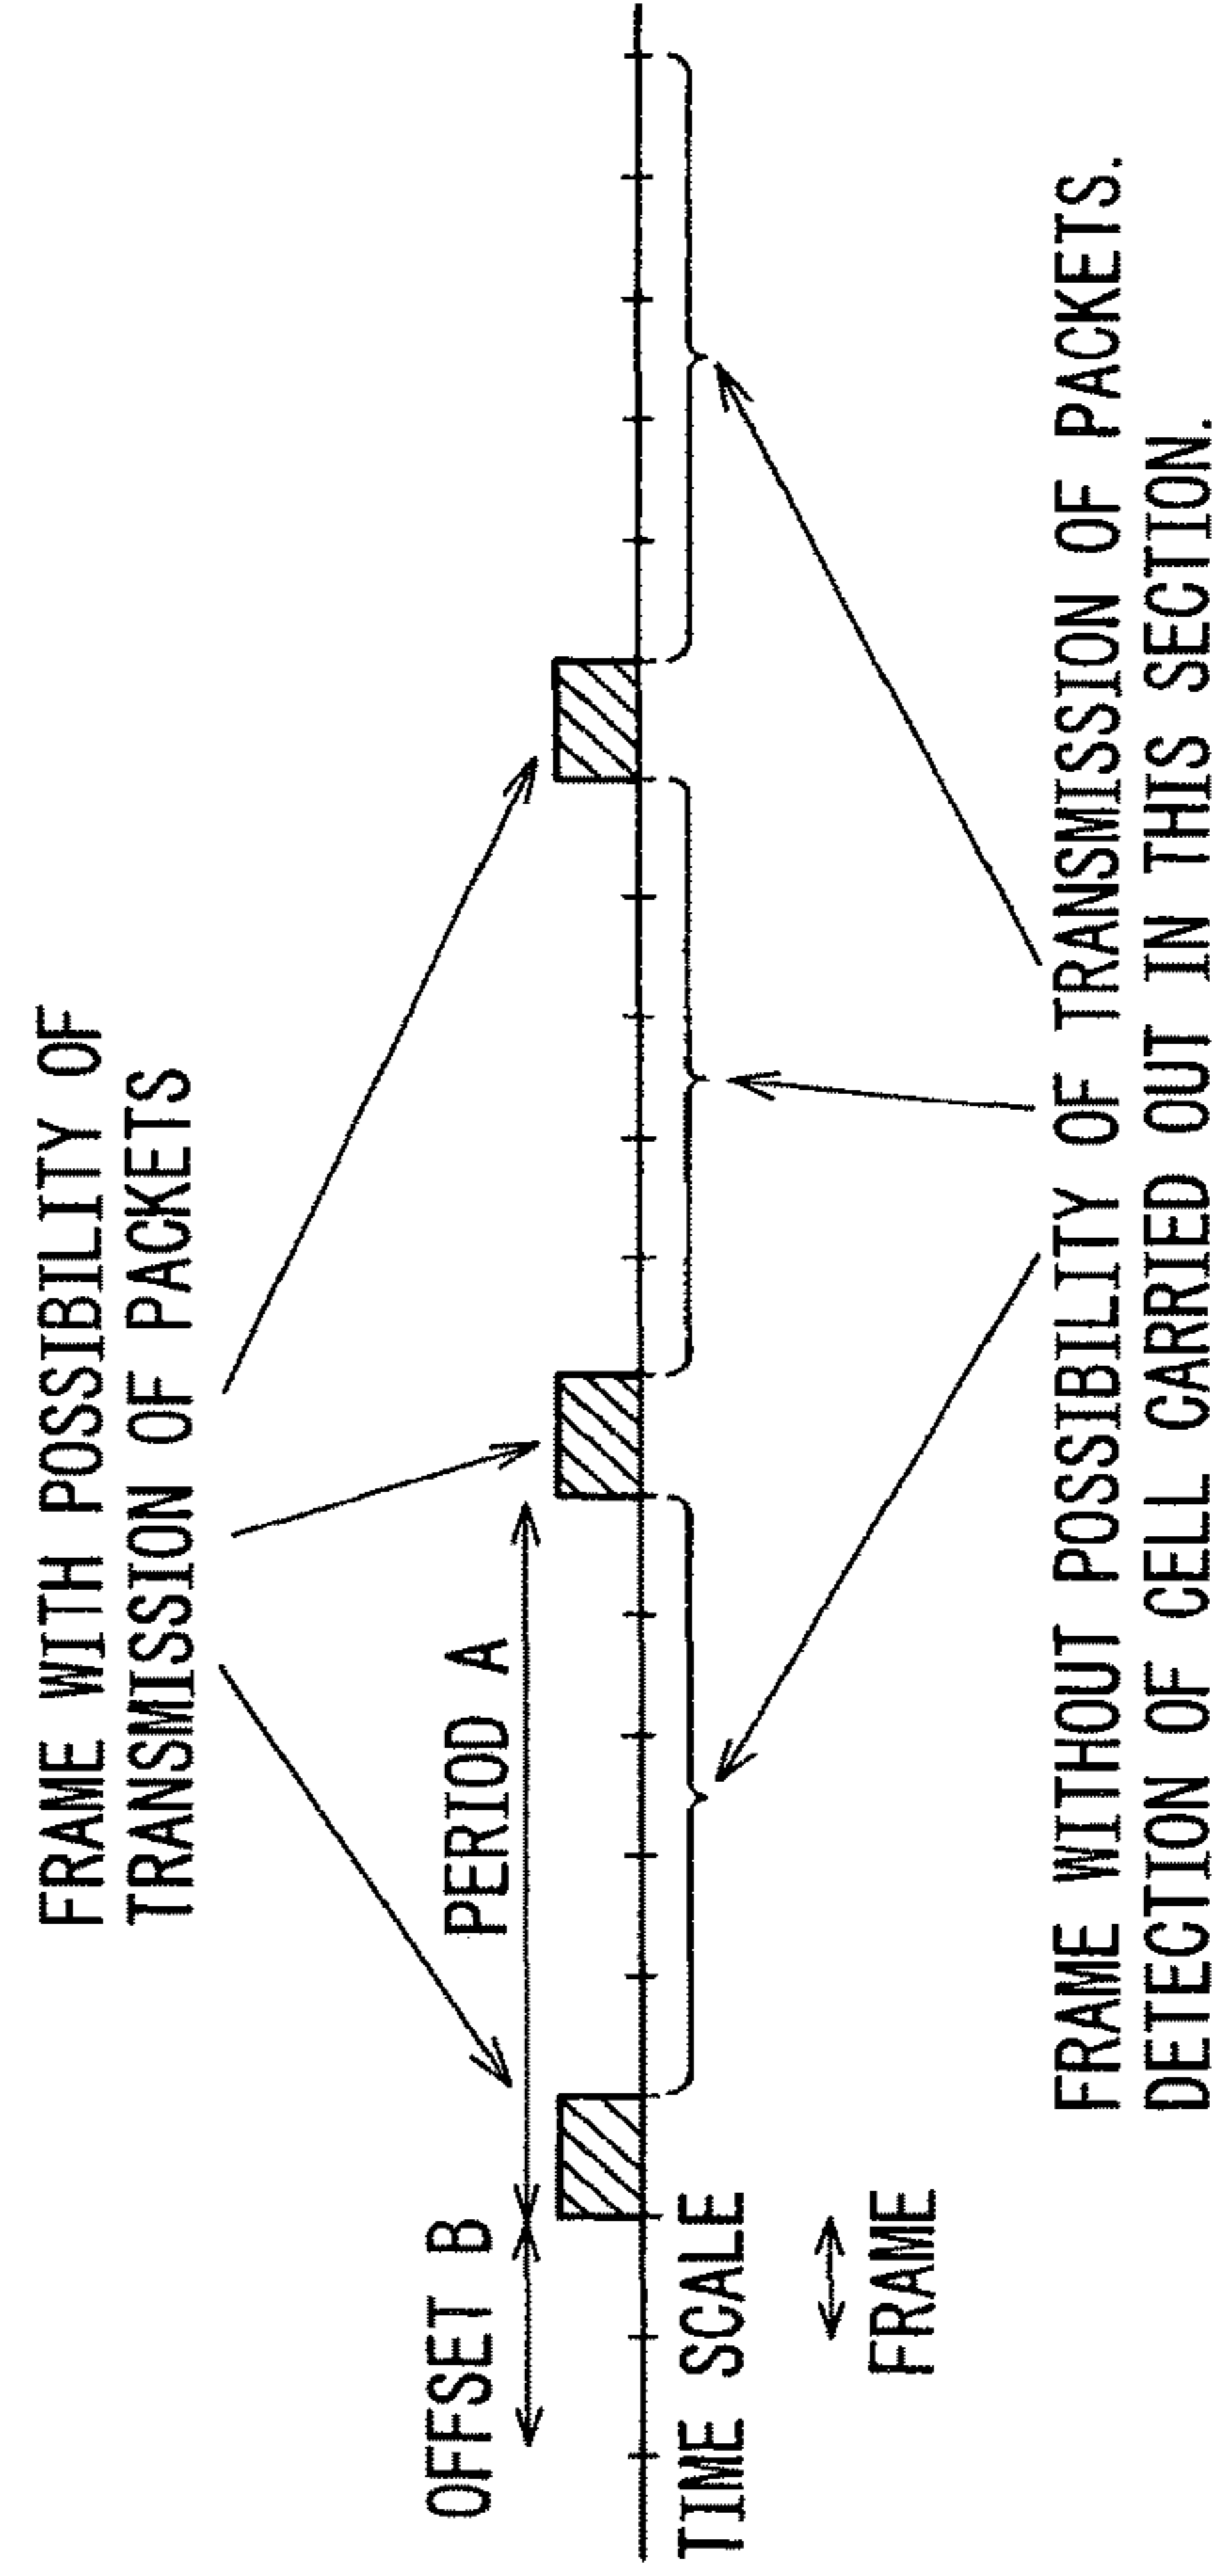 FRAME WITH POSSIBILITY OF
TRANSMISSION OF PACKETS
OFFSET B
PERIOD A
TIME SCALE
FRAME
FRAME WITHOUT POSSIBILITY OF TRANSMISSION OF PACKETS.
DETECTION OF CELL CARRIED OUT IN THIS SECTION.